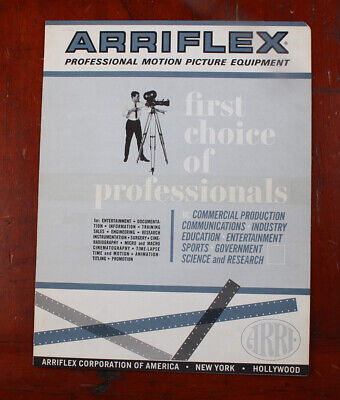 ARRIFLEX®
PROFESSIONAL MOTION PICTURE EQUIPMENT
first
choice
of
professionals
for: ENTERTAINMENT • DOCUMENTA-
TION • INFORMATION • TRAINING
SALES • ENGINEERING • RESEARCH
INSTRUMENTATION • SURGERY • CINE-
RADIOGRAPHY • MICRO and MACRO
CINEMATOGRAPHY • TIME-LAPSE
TIME and MOTION • ANIMATION
TITLING • PROMOTION
in COMMERCIAL PRODUCTION
COMMUNICATIONS INDUSTRY
EDUCATION ENTERTAINMENT
SPORTS GOVERNMENT
SCIENCE and RESEARCH
ARRI
ARRIFLEX CORPORATION OF AMERICA • NEW YORK • HOLLYWOOD